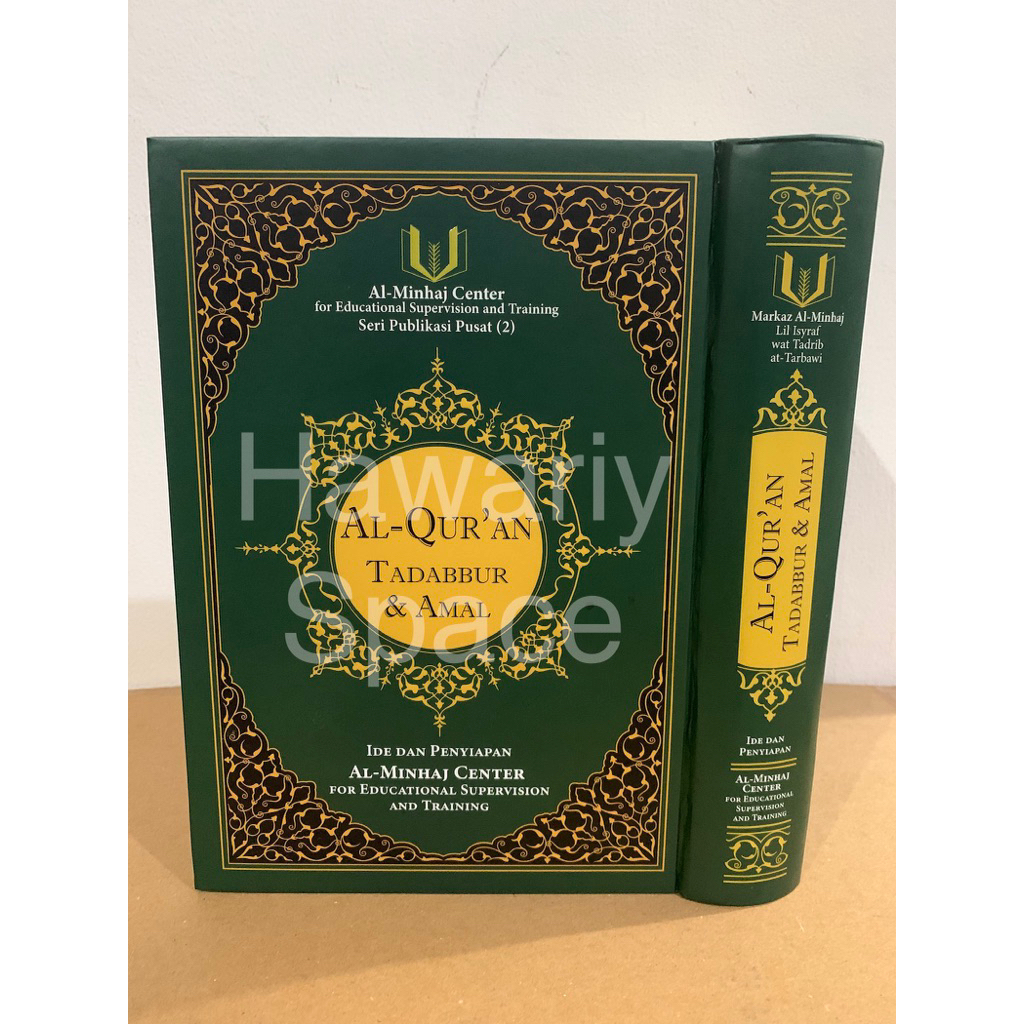 Al-Minhaj Center
for Educational Supervision and Training
Seri Publikasi Pusat (2)
AL-QUR'AN
TADABBUR
& AMAL
IDE DAN PENYIAPAN
AL-MINHAJ CENTER
FOR EDUCATIONAL SUPERVISION
AND TRAINING
Markaz Al-Minhaj
Lil Isyraf
wat Tadrib
at-Tarbawi
AL-QUR'AN
TADABBUR & AMAL
IDE DAN
PENYIAPAN
AL-MINHAJ
CENTER
FOR EDUCATIONAL
SUPERVISION
AND TRAINING
Hawariy
Space